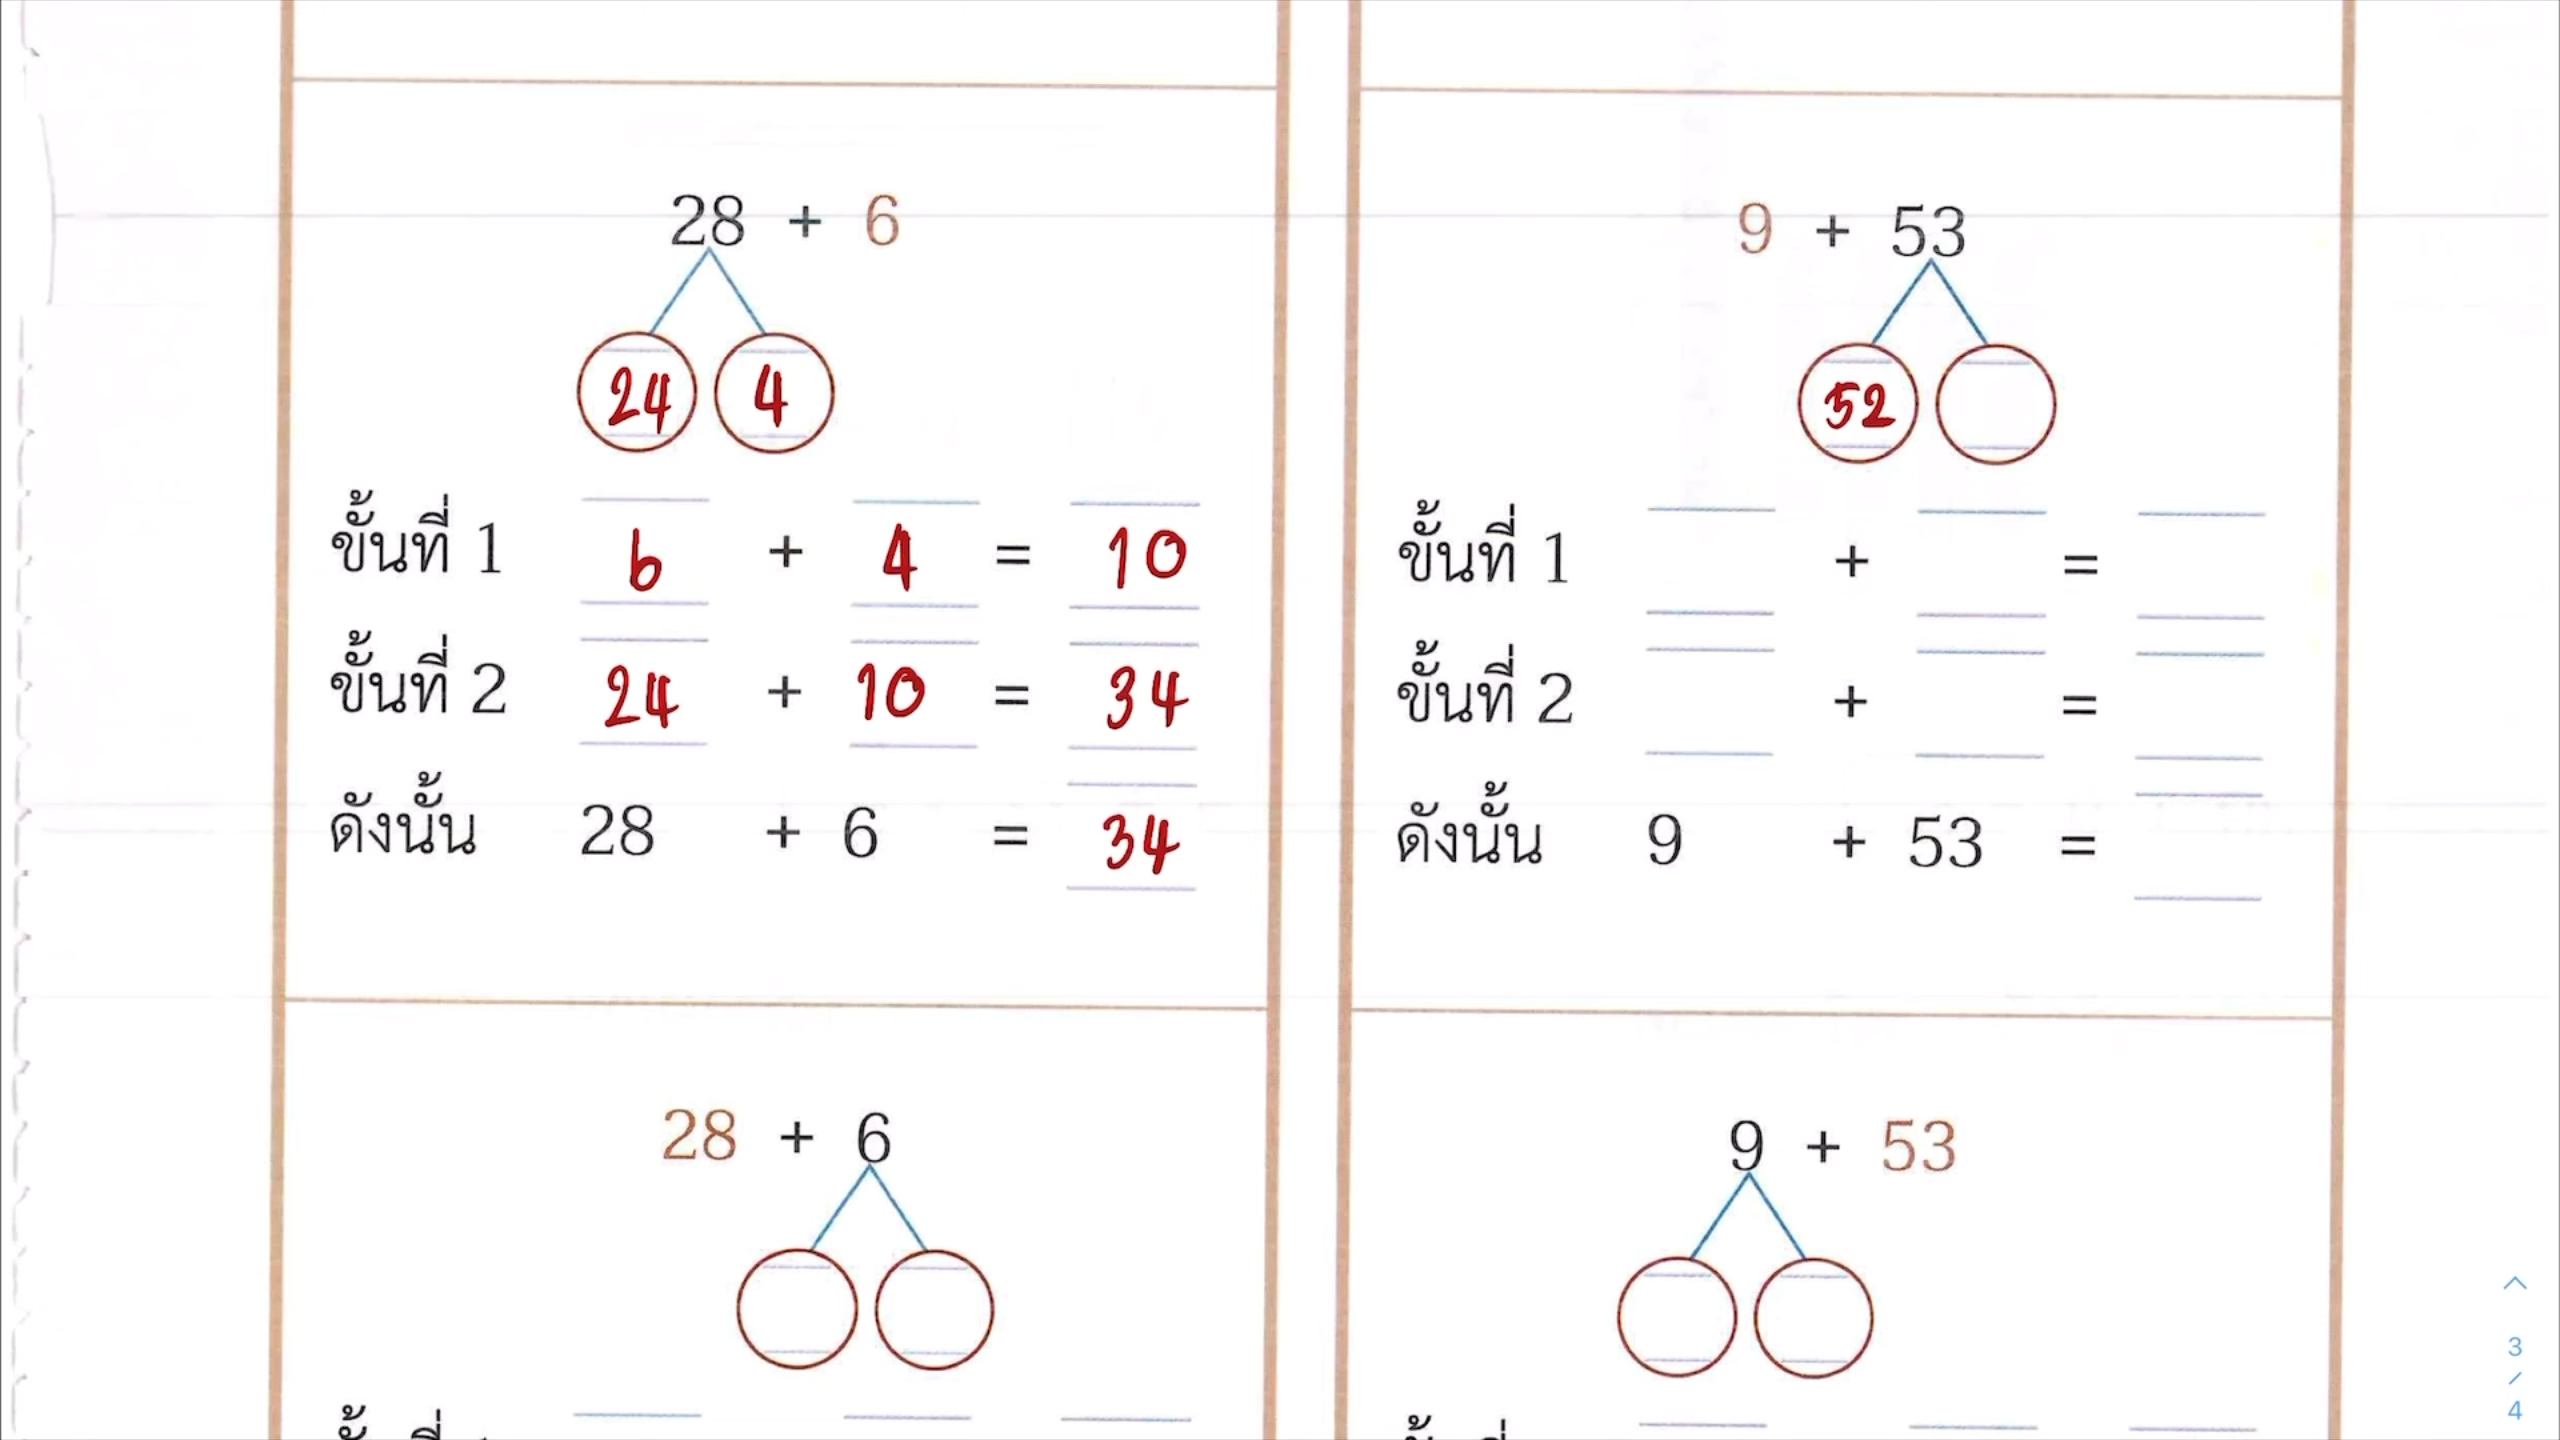 28 + 6
24 4
ขั้นที่ 1 6 + 4 = 10
ขั้นที่ 2 24 + 10 = 34
ดังนั้น 28 + 6 = 34
9 + 53
52
ขั้นที่ 1 + =
ขั้นที่ 2 + =
ดังนั้น 9 + 53 =
28 + 6
9 + 53
3 / 4